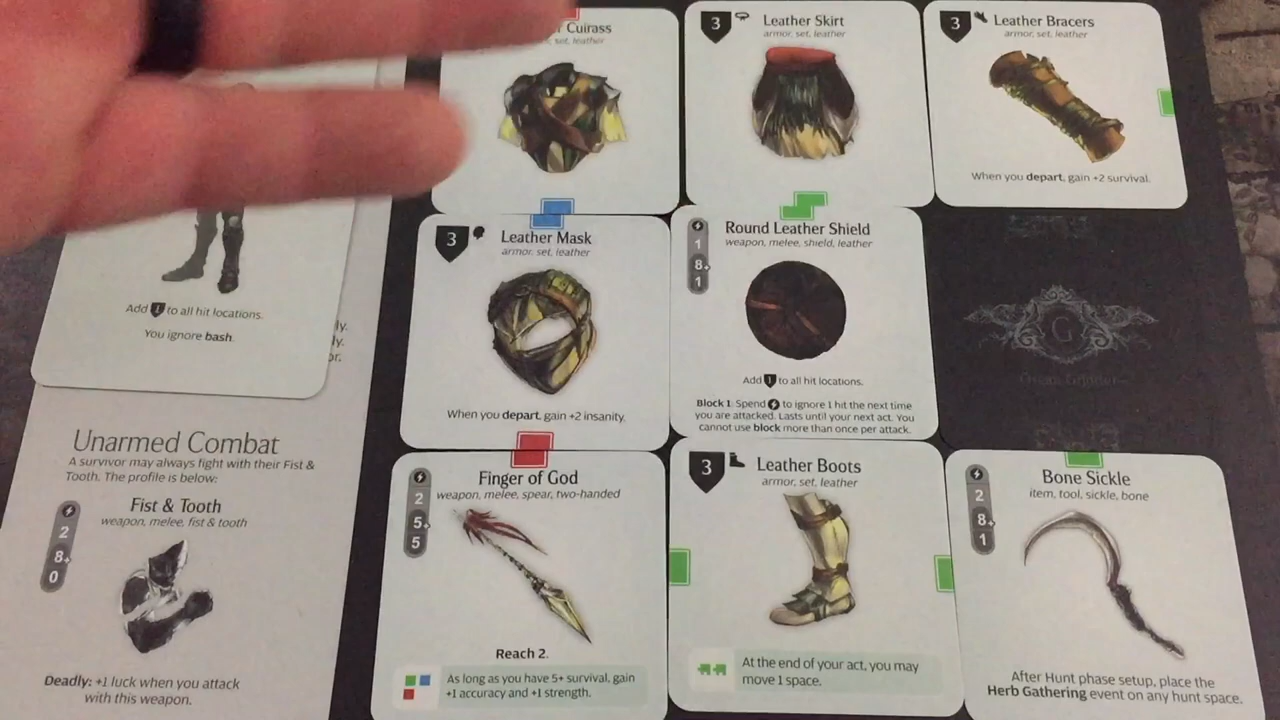 Cuirass
set, leather
3
Leather Skirt
armor, set, leather
3
Leather Bracers
armor, set, leather
When you depart, gain +2 survival.
Add 1 to all hit locations.
You ignore bash.
ly.
ly.
or.
3
Leather Mask
armor, set, leather
When you depart, gain +2 insanity.
1
8+
1
Round Leather Shield
weapon, melee, shield, leather
Add 1 to all hit locations.
Block 1: Spend to ignore 1 hit the next time
you are attacked. Lasts until your next act. You
cannot use block more than once per attack.
G
Unarmed Combat
A survivor may always fight with their Fist &
Tooth. The profile is below:
Fist & Tooth
weapon, melee, fist & tooth
2
8+
0
Deadly: +1 luck when you attack
with this weapon.
2
5+
5
Finger of God
weapon, melee, spear, two-handed
Reach 2.
As long as you have 5+ survival, gain
+1 accuracy and +1 strength.
3
Leather Boots
armor, set, leather
At the end of your act, you may
move 1 space.
2
8+
1
Bone Sickle
item, tool, sickle, bone
After Hunt phase setup, place the
Herb Gathering event on any hunt space.